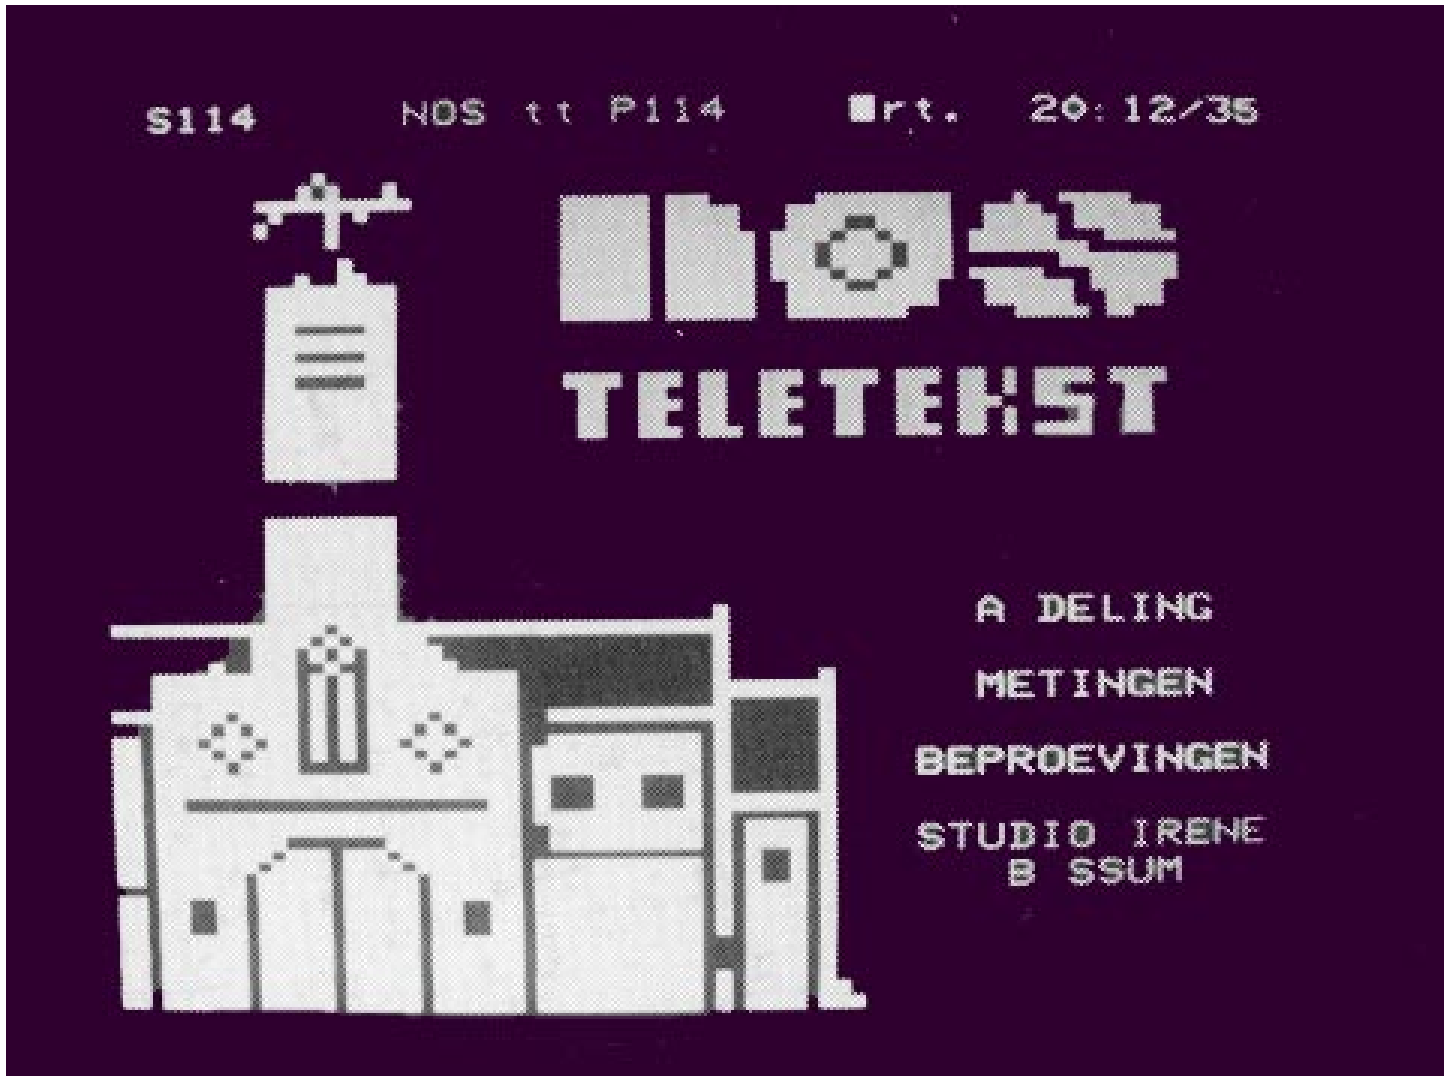 S114 NOS tt P114 ■rt. 20:12/35
NOS
TELETEKST
A DELING
METINGEN
BEPROEVINGEN
STUDIO IRENE
B SSUM